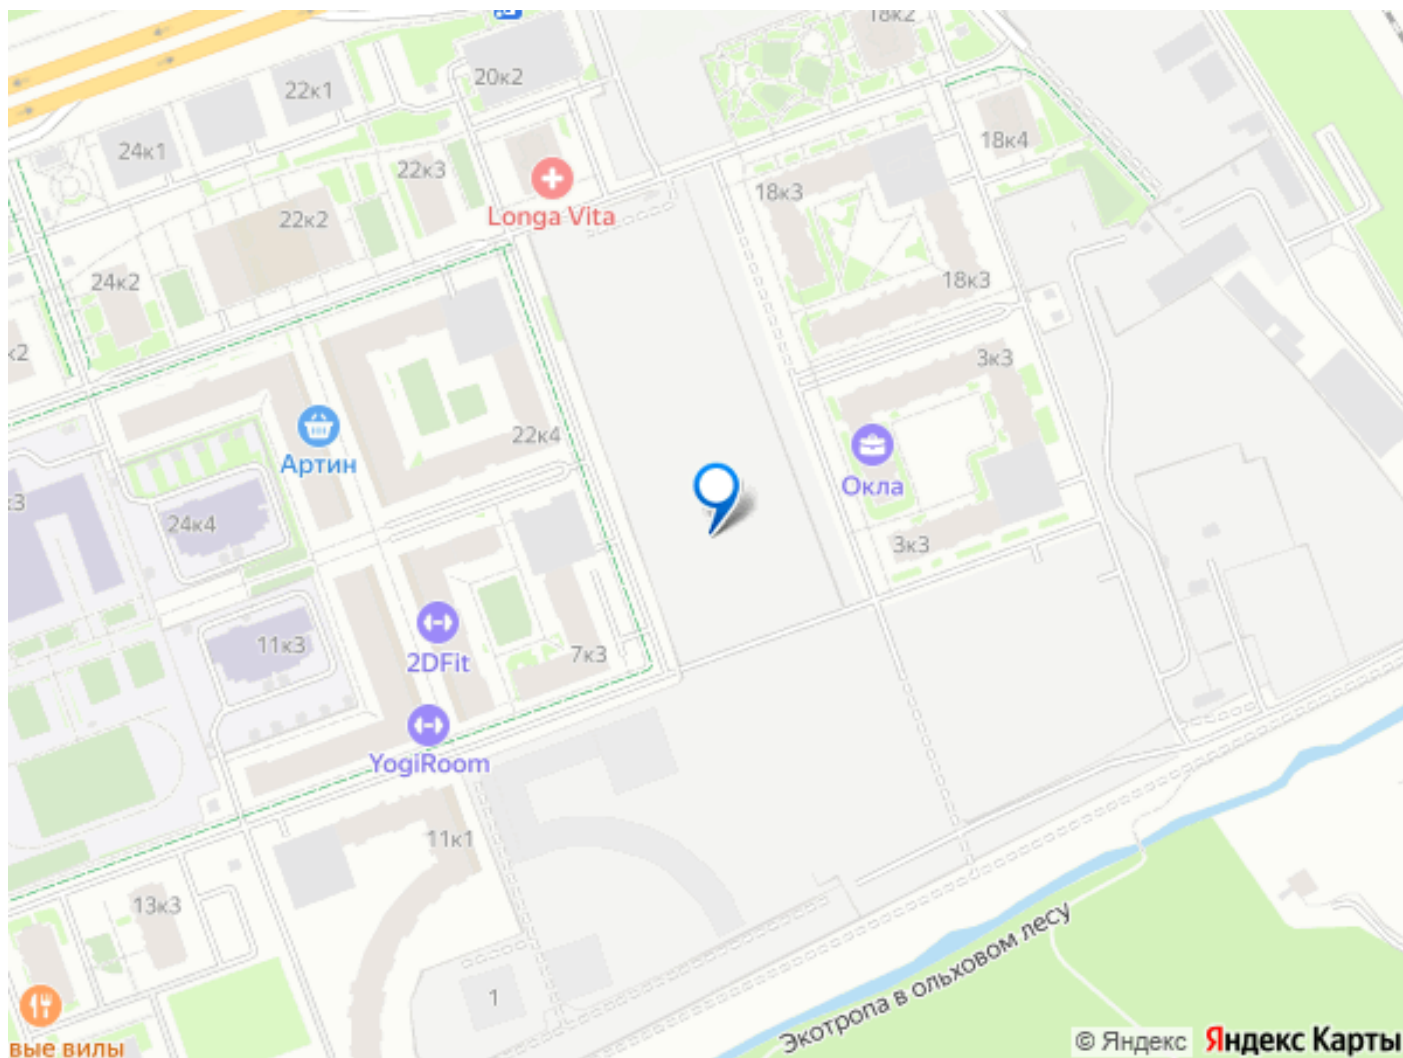 18к2
20к2
22к1
24к1
18к4
22к3
18к3
Longa Vita
22к2
24к2
18к3
к2
3к3
22к4
Артин
Окла
к3
24к4
3к3
11к3
7к3
2DFit
YogiRoom
11к1
13к3
Экотропа в ольховом лесу
1
вые вилы
© Яндекс Яндекс Карты